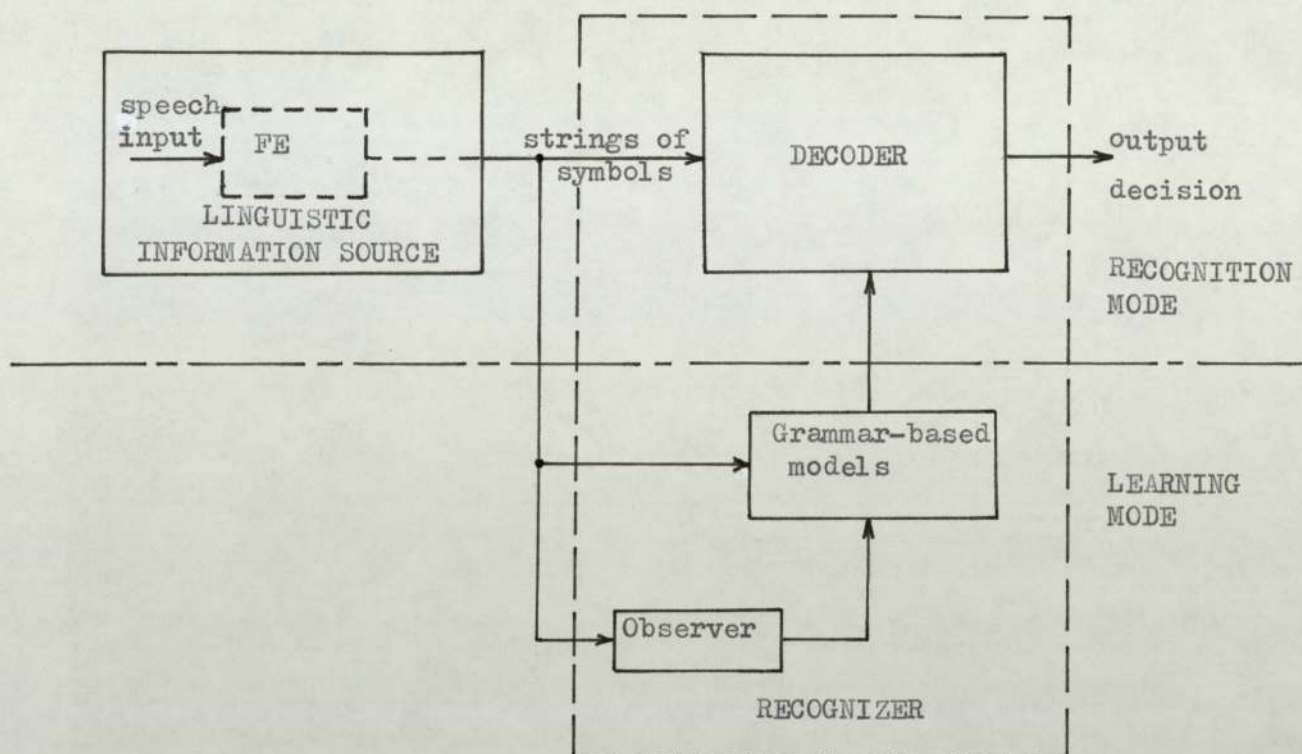 speech
input
FE
LINGUISTIC
INFORMATION SOURCE
strings of
symbols
DECODER
output
decision
RECOGNITION
MODE
Grammar-based
models
LEARNING
MODE
Observer
RECOGNIZER